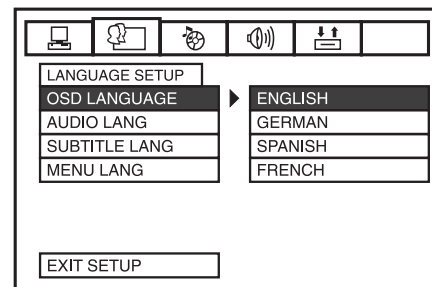 LANGUAGE SETUP
OSD LANGUAGE
AUDIO LANG
SUBTITLE LANG
MENU LANG
ENGLISH
GERMAN
SPANISH
FRENCH
EXIT SETUP